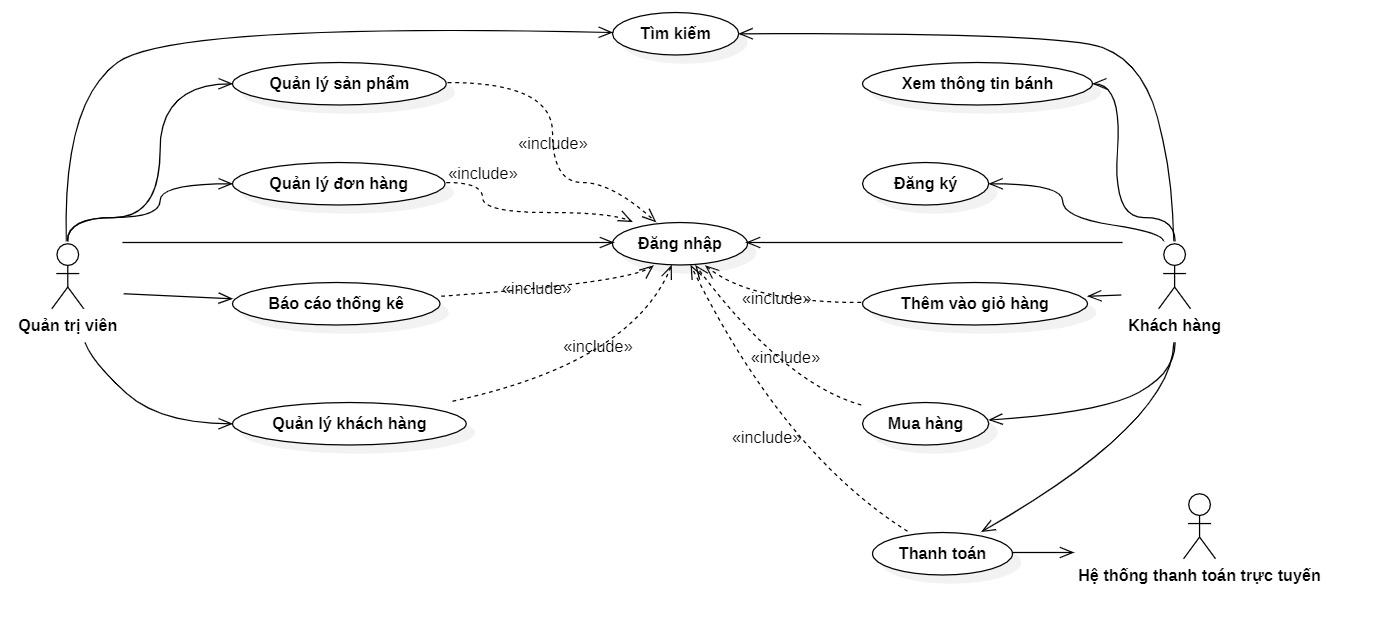 Tìm kiếm
Quản lý sản phẩm
Xem thông tin bánh
«include»
«include»
Quản lý đơn hàng
Đăng ký
Đăng nhập
Báo cáo thống kê
«include»
«include»
Thêm vào giỏ hàng
Quản trị viên
Khách hàng
«include»
«include»
Quản lý khách hàng
Mua hàng
«include»
Thanh toán
Hệ thống thanh toán trực tuyến